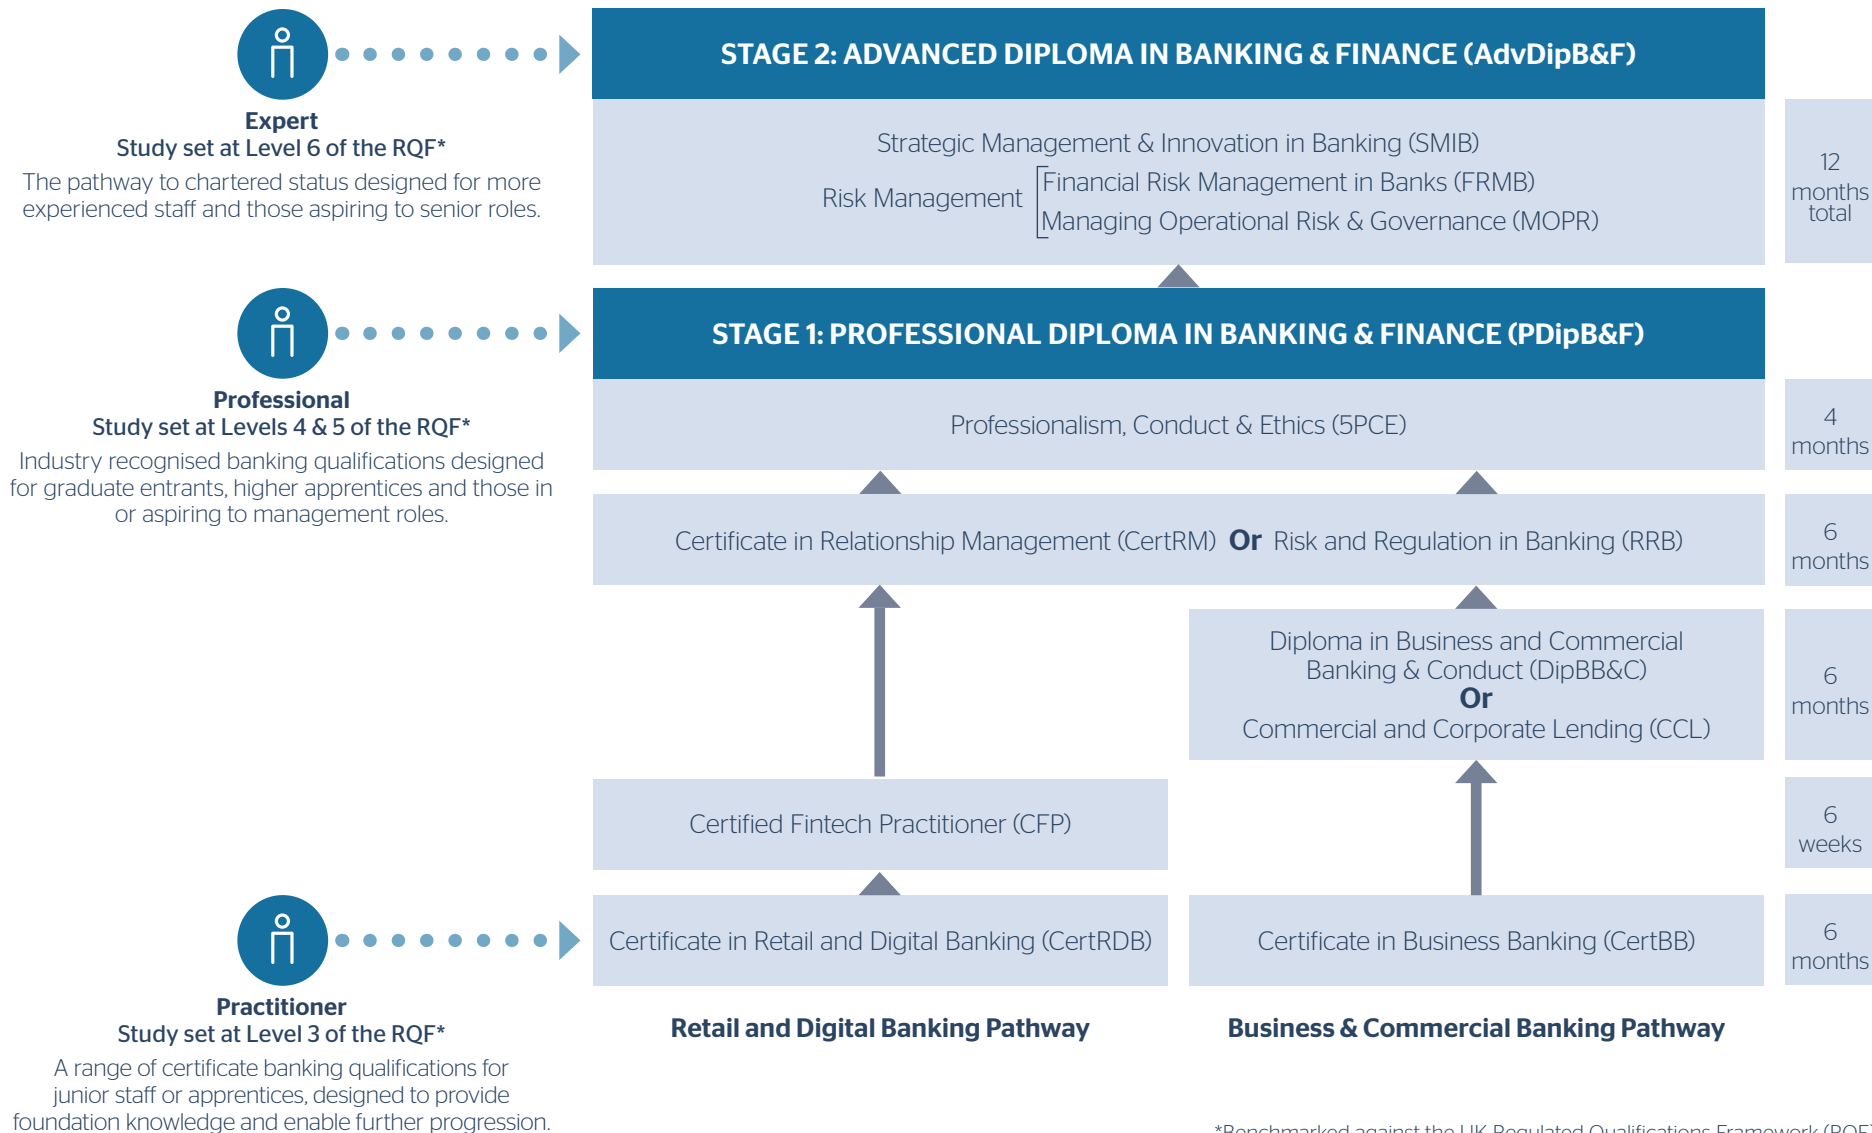 STAGE 2: ADVANCED DIPLOMA IN BANKING & FINANCE (AdvDipB&F)
Expert
Study set at Level 6 of the RQF*
The pathway to chartered status designed for more
experienced staff and those aspiring to senior roles.
Strategic Management & Innovation in Banking (SMIB)
Risk Management
Financial Risk Management in Banks (FRMB)
Managing Operational Risk & Governance (MOPR)
12
months
total
STAGE 1: PROFESSIONAL DIPLOMA IN BANKING & FINANCE (PDipB&F)
Professional
Study set at Levels 4 & 5 of the RQF*
Industry recognised banking qualifications designed
for graduate entrants, higher apprentices and those in
or aspiring to management roles.
Professionalism, Conduct & Ethics (5PCE)
4
months
Certificate in Relationship Management (CertRM) Or Risk and Regulation in Banking (RRB)
6
months
Diploma in Business and Commercial
Banking & Conduct (DipBB&C)
Or
Commercial and Corporate Lending (CCL)
6
months
Certified Fintech Practitioner (CFP)
6
weeks
Certificate in Retail and Digital Banking (CertRDB)
Certificate in Business Banking (CertBB)
6
months
Practitioner
Study set at Level 3 of the RQF*
A range of certificate banking qualifications for
junior staff or apprentices, designed to provide
foundation knowledge and enable further progression.
Retail and Digital Banking Pathway
Business & Commercial Banking Pathway
*Benchmarked against the UK Regulated Qualifications Framework (RQF)